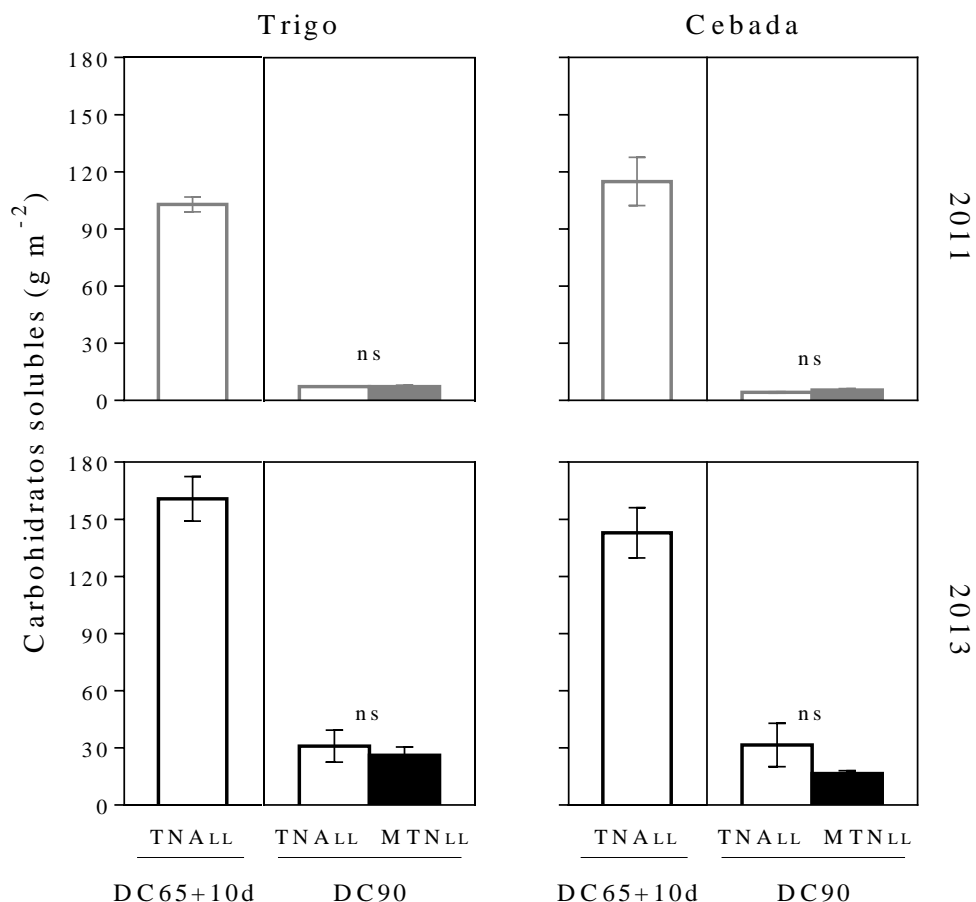 Trigo Cebada
Carbohidratos solubles (g m-2)
180
150
120
90
60
30
0
ns
ns
2011
180
150
120
90
60
30
0
ns
ns
2013
TNALL TNALL MTNLL TNALL TNALL MTNLL
DC65+10d DC90 DC65+10d DC90